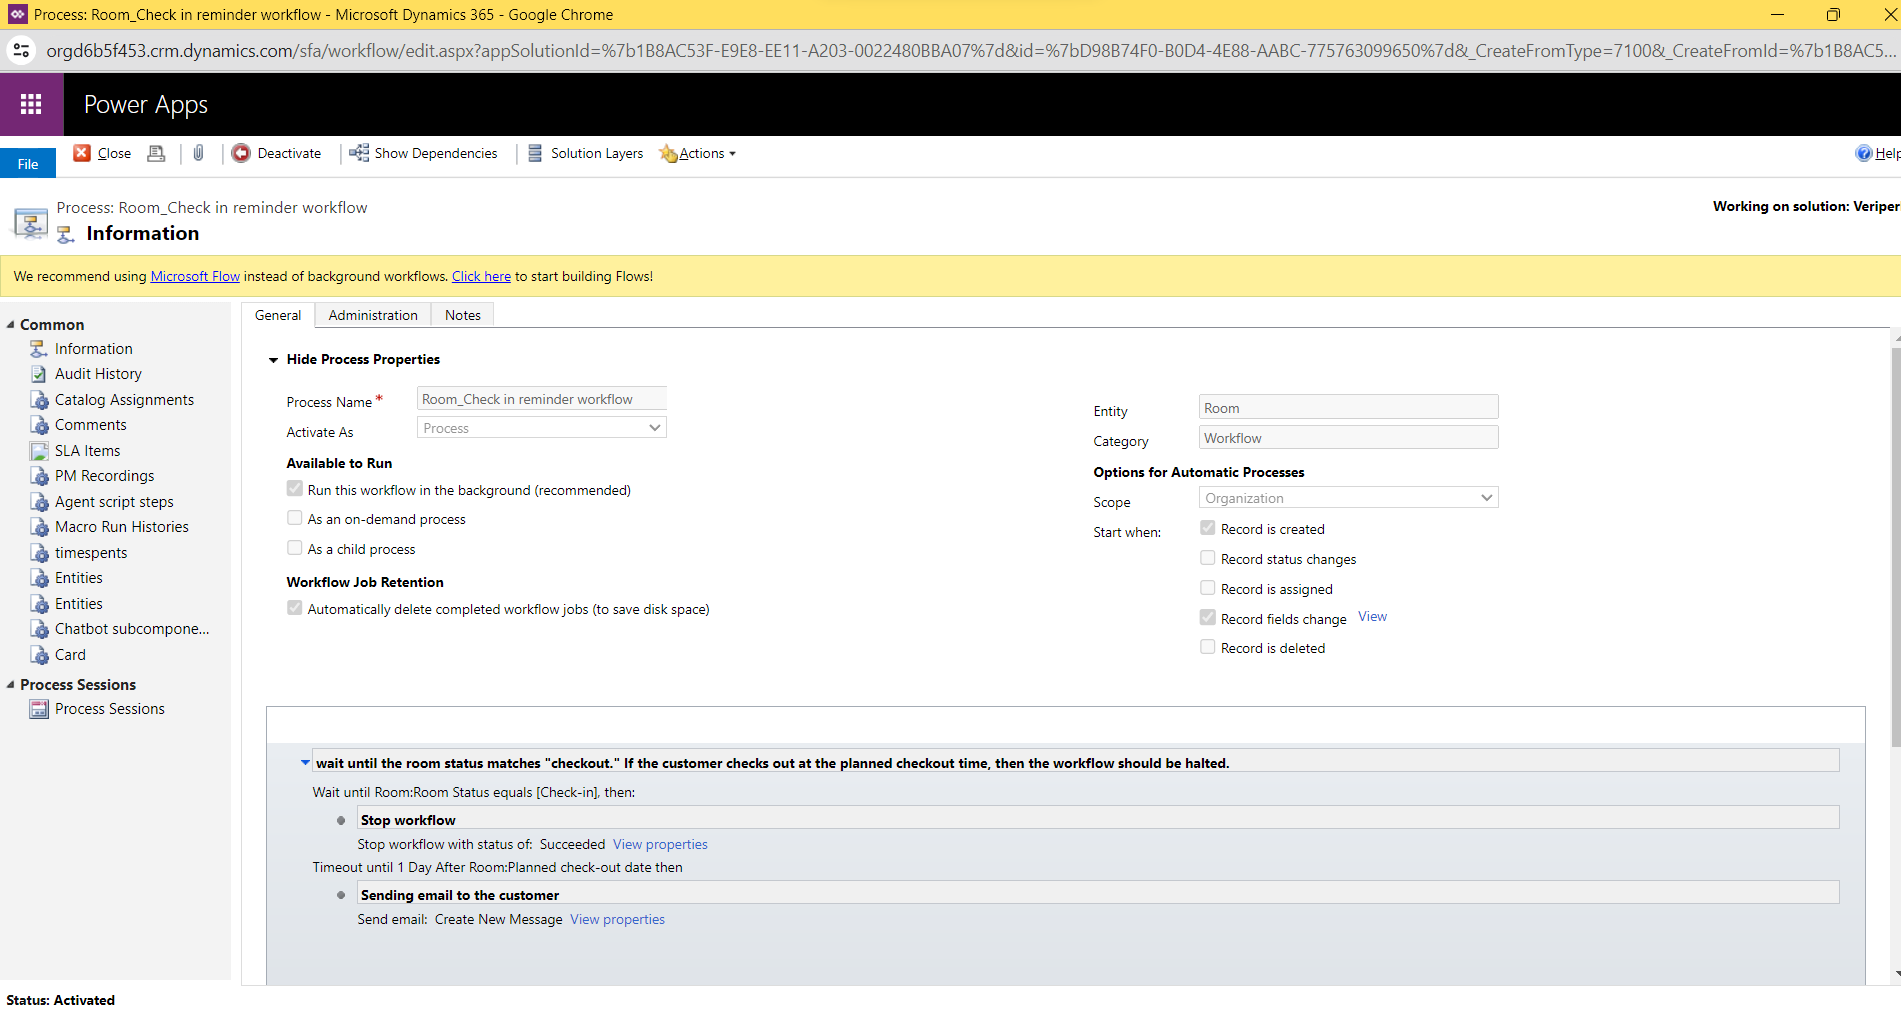 Process: Room_Check in reminder workflow - Microsoft Dynamics 365 - Google Chrome
orgd6b5f453.crm.dynamics.com/sfa/workflow/edit.aspx?appSolutionId=%7b1B8AC53F-E9E8-EE11-A203-0022480BBA07%7d&id=%7bD98B74F0-B0D4-4E88-AABC-775763099650%7d&_CreateFromType=7100&_CreateFromId=%7b1B8AC5...
Power Apps
File
Close
Deactivate
Show Dependencies
Solution Layers
Actions
Help
Process: Room_Check in reminder workflow
Information
Working on solution: Veriper
We recommend using Microsoft Flow instead of background workflows. Click here to start building Flows!
Common
Information
Audit History
Catalog Assignments
Comments
SLA Items
PM Recordings
Agent script steps
Macro Run Histories
timespents
Entities
Entities
Chatbot subcompone...
Card
Process Sessions
Process Sessions
General
Administration
Notes
Hide Process Properties
Process Name*
Room_Check in reminder workflow
Activate As
Process
Available to Run
Run this workflow in the background (recommended)
As an on-demand process
As a child process
Workflow Job Retention
Automatically delete completed workflow jobs (to save disk space)
Entity
Room
Category
Workflow
Options for Automatic Processes
Scope
Organization
Start when:
Record is created
Record status changes
Record is assigned
Record fields change View
Record is deleted
wait until the room status matches "checkout." If the customer checks out at the planned checkout time, then the workflow should be halted.
Wait until Room:Room Status equals [Check-in], then:
Stop workflow
Stop workflow with status of: Succeeded View properties
Timeout until 1 Day After Room:Planned check-out date then
Sending email to the customer
Send email: Create New Message View properties
Status: Activated